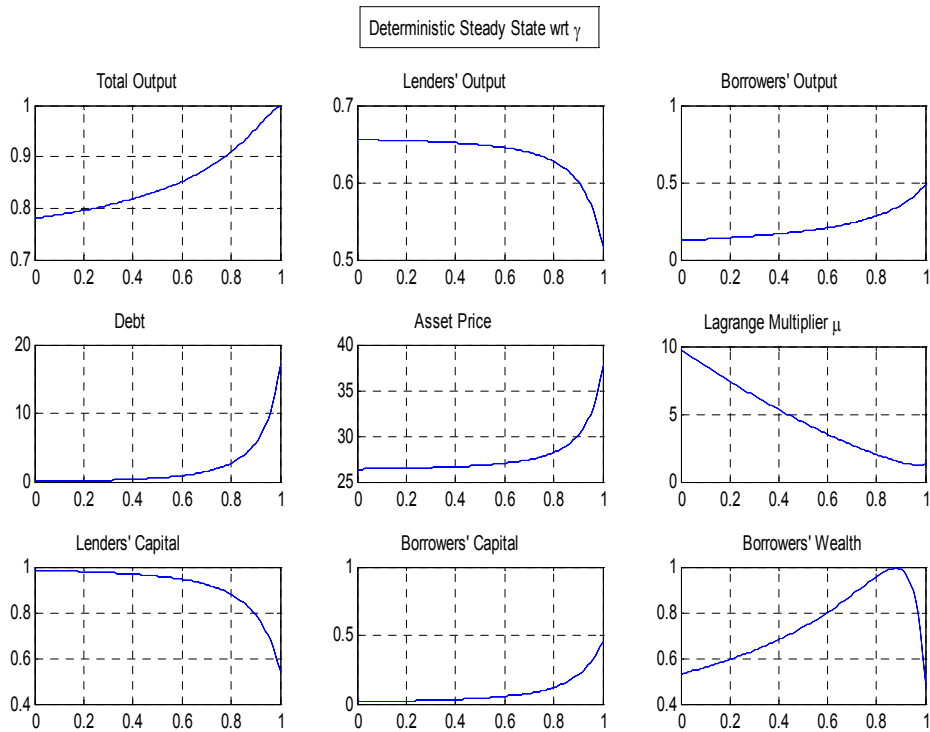 Deterministic Steady State wrt γ
Total Output
Lenders' Output
Borrowers' Output
1
0.9
0.8
0.7
0 0.2 0.4 0.6 0.8 1
0.7
0.6
0.5
0 0.2 0.4 0.6 0.8 1
1
0.5
0
0 0.2 0.4 0.6 0.8 1
Debt
Asset Price
Lagrange Multiplier μ
20
10
0
0 0.2 0.4 0.6 0.8 1
40
35
30
25
0 0.2 0.4 0.6 0.8 1
10
5
0
0 0.2 0.4 0.6 0.8 1
Lenders' Capital
Borrowers' Capital
Borrowers' Wealth
1
0.8
0.6
0.4
0 0.2 0.4 0.6 0.8 1
1
0.5
0
0 0.2 0.4 0.6 0.8 1
1
0.8
0.6
0.4
0 0.2 0.4 0.6 0.8 1